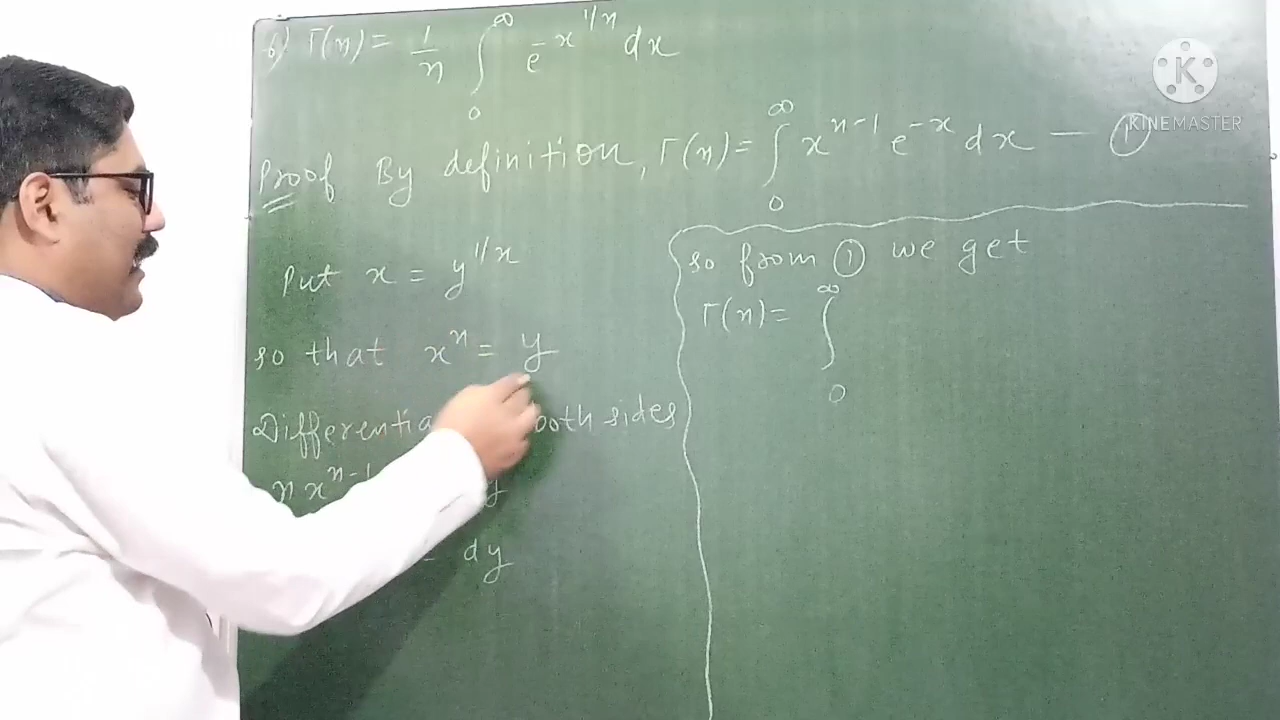 6) Γ(n) = 1/n ∫₀^∞ e^-x^1/n dx
KINEMASTER
Proof By definition, Γ(n) = ∫₀^∞ x^n-1 e^-x dx — ①
Put x = y^1/n
so that x^n = y
Differentia both sides
n x^n-1 y
= dy
so from ① we get
Γ(n) = ∫₀^∞